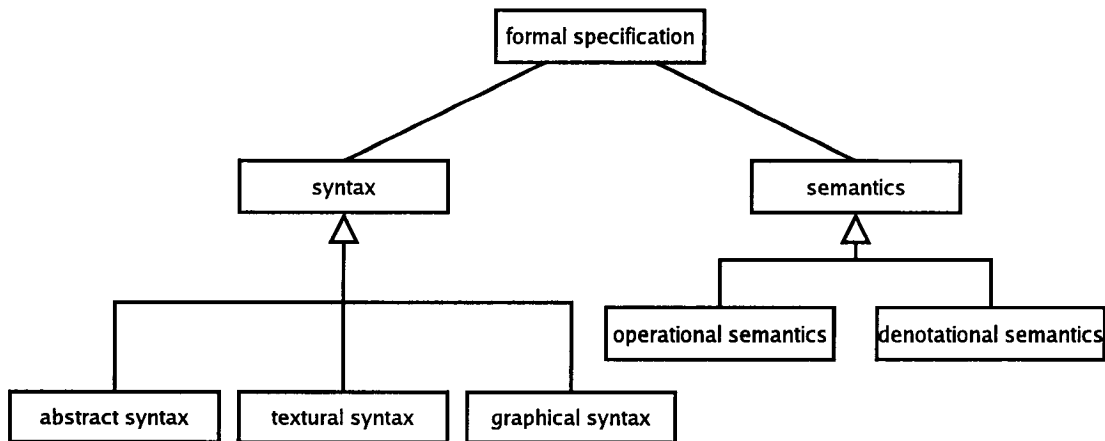 formal specification
syntax
semantics
operational semantics
denotational semantics
abstract syntax
textural syntax
graphical syntax